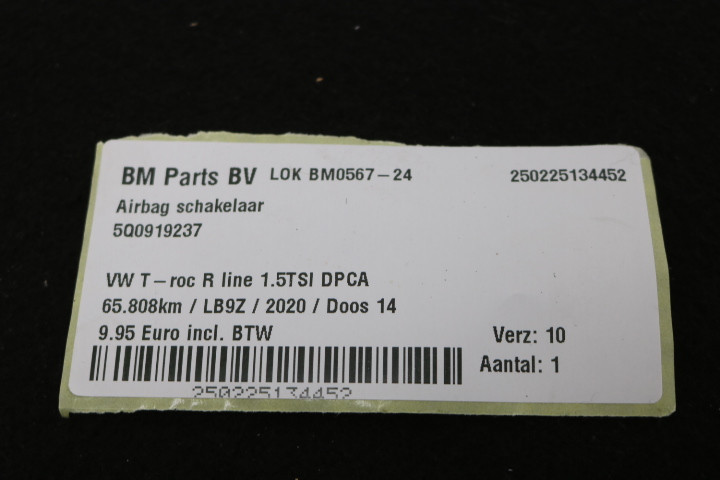 BM Parts BV LOK BM0567-24 250225134452
Airbag schakelaar
5Q0919237
VW T-roc R line 1.5TSI DPCA
65.808km / LB9Z / 2020 / Doos 14
9.95 Euro incl. BTW Verz: 10
Aantal: 1
250225134452